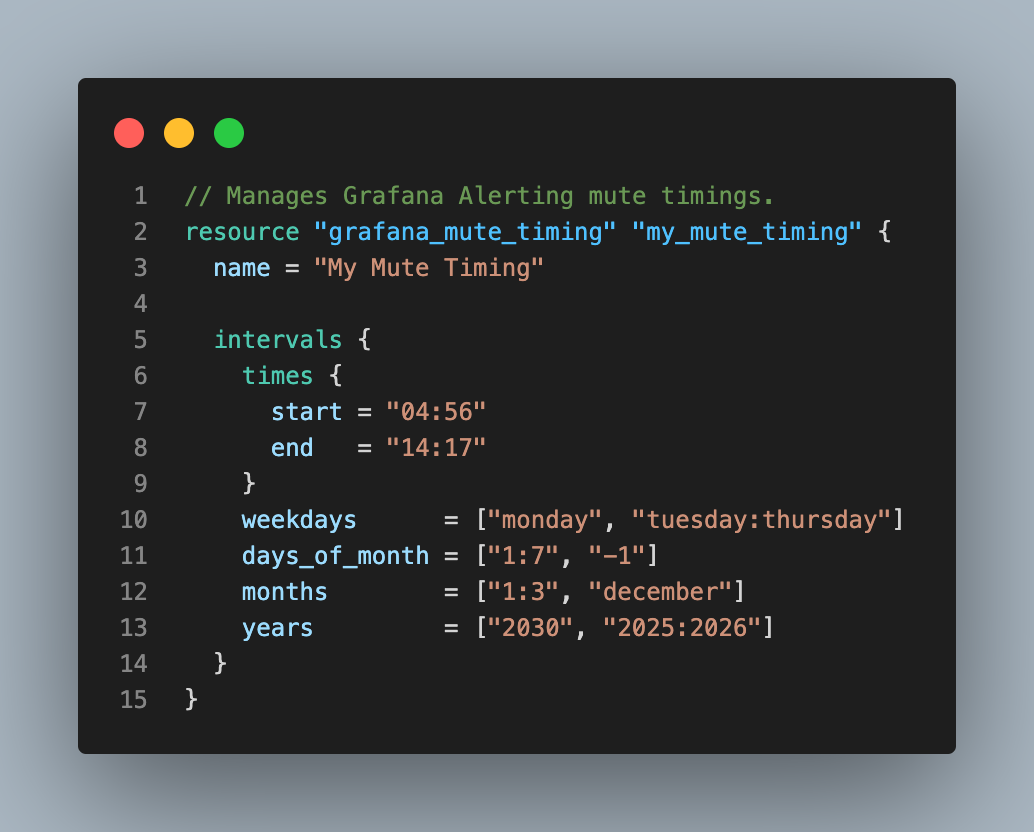 1 // Manages Grafana Alerting mute timings.
2 resource "grafana_mute_timing" "my_mute_timing" {
3   name = "My Mute Timing"
4
5   intervals {
6     times {
7       start = "04:56"
8       end   = "14:17"
9     }
10     weekdays      = ["monday", "tuesday:thursday"]
11     days_of_month = ["1:7", "-1"]
12     months        = ["1:3", "december"]
13     years         = ["2030", "2025:2026"]
14   }
15 }